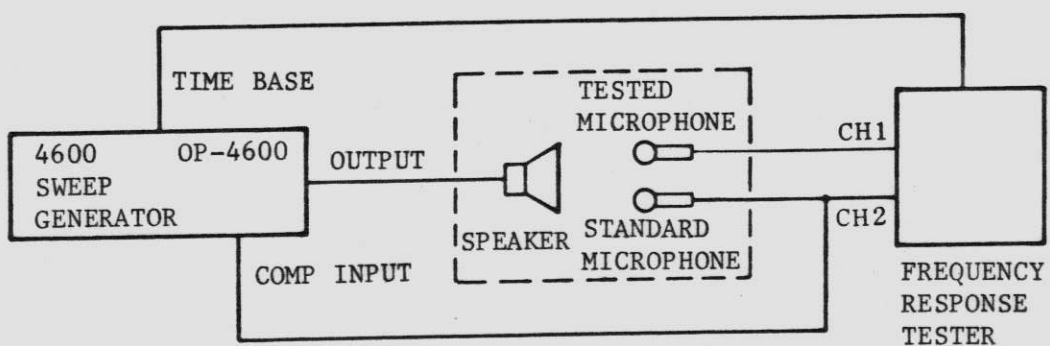 TIME BASE
4600 OP-4600
SWEEP
GENERATOR
OUTPUT
COMP INPUT
SPEAKER
TESTED
MICROPHONE
STANDARD
MICROPHONE
CH1
CH2
FREQUENCY
RESPONSE
TESTER